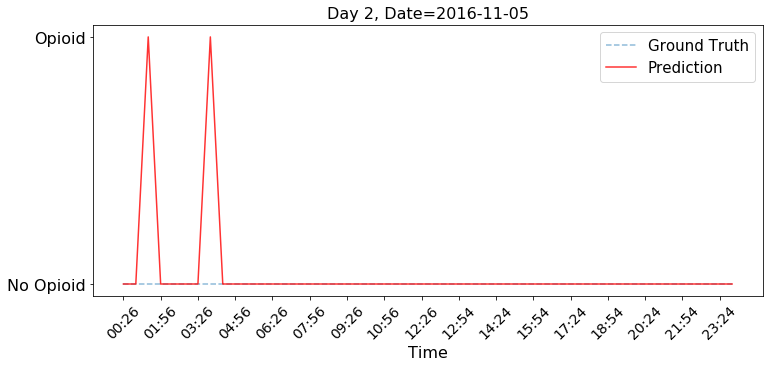 Day 2, Date=2016-11-05
Opioid
No Opioid
Ground Truth
Prediction
00:26
01:56
03:26
04:56
06:26
07:56
09:26
10:56
12:26
12:54
14:24
15:54
17:24
18:54
20:24
21:54
23:24
Time